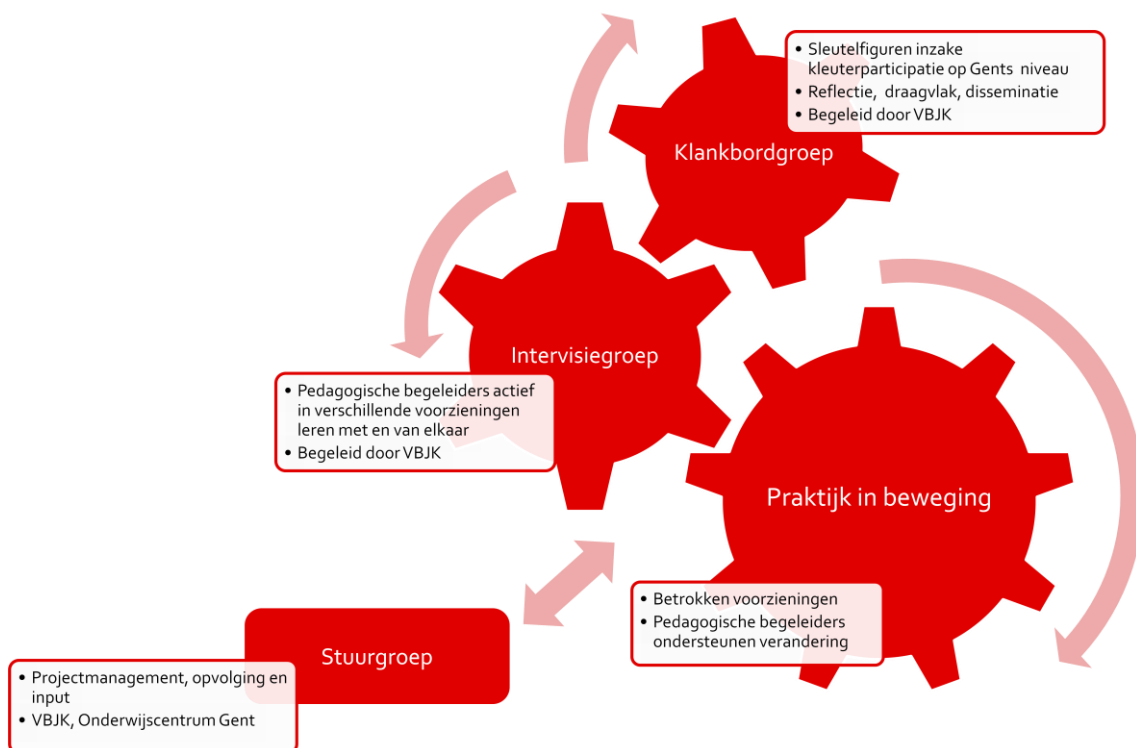 • Sleutelfiguren inzake
kleuterparticipatie op Gents niveau
• Reflectie, draagvlak, disseminatie
• Begeleid door VBJK
Klankbordgroep
Intervisiegroep
• Pedagogische begeleiders actief
in verschillende voorzieningen
leren met en van elkaar
• Begeleid door VBJK
Praktijk in beweging
• Betrokken voorzieningen
• Pedagogische begeleiders
ondersteunen verandering
Stuurgroep
• Projectmanagement, opvolging en
input
• VBJK, Onderwijscentrum Gent